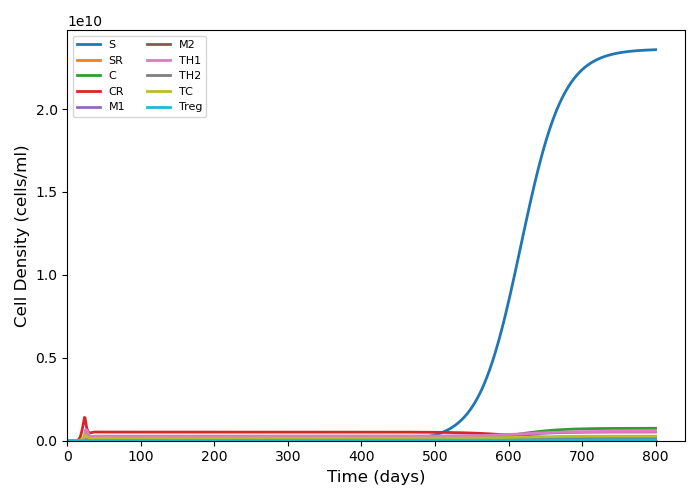 1e10
S
SR
C
CR
M1
M2
TH1
TH2
TC
Treg
2.0
1.5
1.0
0.5
0.0
0 100 200 300 400 500 600 700 800
Cell Density (cells/ml)
Time (days)